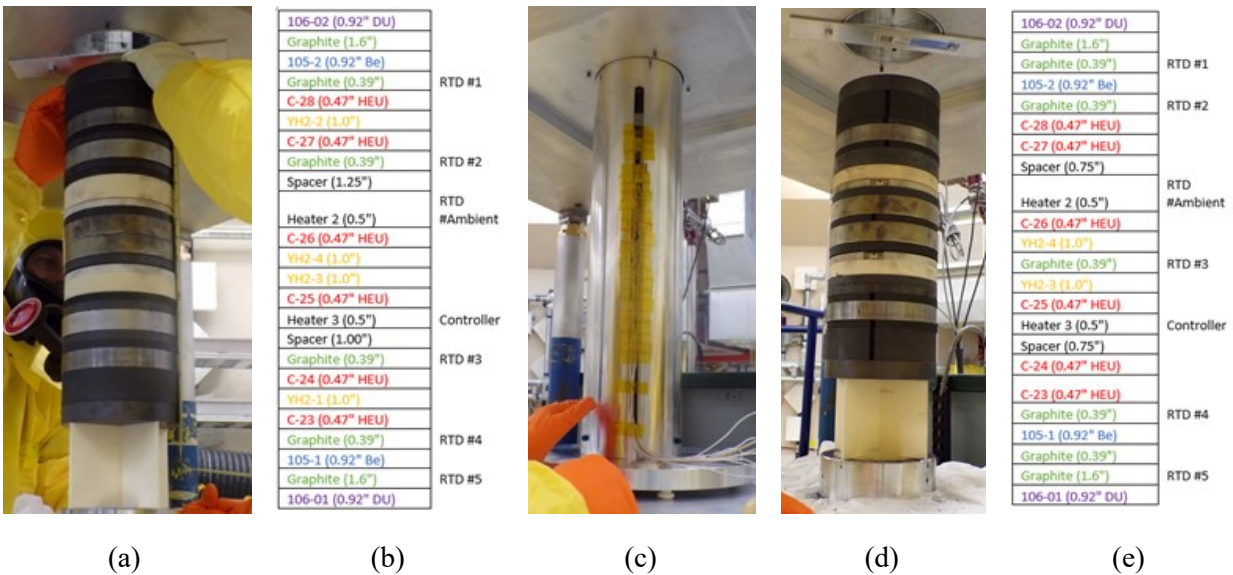 106-02 (0.92" DU)
Graphite (1.6")
105-2 (0.92" Be)
Graphite (0.39") RTD #1
C-28 (0.47" HEU)
YH2-2 (1.0")
C-27 (0.47" HEU)
Graphite (0.39") RTD #2
Spacer (1.25")
RTD
#Ambient
Heater 2 (0.5")
C-26 (0.47" HEU)
YH2-4 (1.0")
YH2-3 (1.0")
C-25 (0.47" HEU)
Heater 3 (0.5") Controller
Spacer (1.00")
Graphite (0.39") RTD #3
C-24 (0.47" HEU)
YH2-1 (1.0")
C-23 (0.47" HEU)
Graphite (0.39") RTD #4
105-1 (0.92" Be)
Graphite (1.6") RTD #5
106-01 (0.92" DU)
106-02 (0.92" DU)
Graphite (1.6")
Graphite (0.39") RTD #1
105-2 (0.92" Be)
Graphite (0.39") RTD #2
C-28 (0.47" HEU)
C-27 (0.47" HEU)
Spacer (0.75")
RTD
#Ambient
Heater 2 (0.5")
C-26 (0.47" HEU)
YH2-4 (1.0")
Graphite (0.39") RTD #3
YH2-3 (1.0")
C-25 (0.47" HEU)
Heater 3 (0.5") Controller
Spacer (0.75")
C-24 (0.47" HEU)
C-23 (0.47" HEU)
Graphite (0.39") RTD #4
105-1 (0.92" Be)
Graphite (0.39")
Graphite (1.6") RTD #5
106-01 (0.92" DU)
(a) (b) (c) (d) (e)